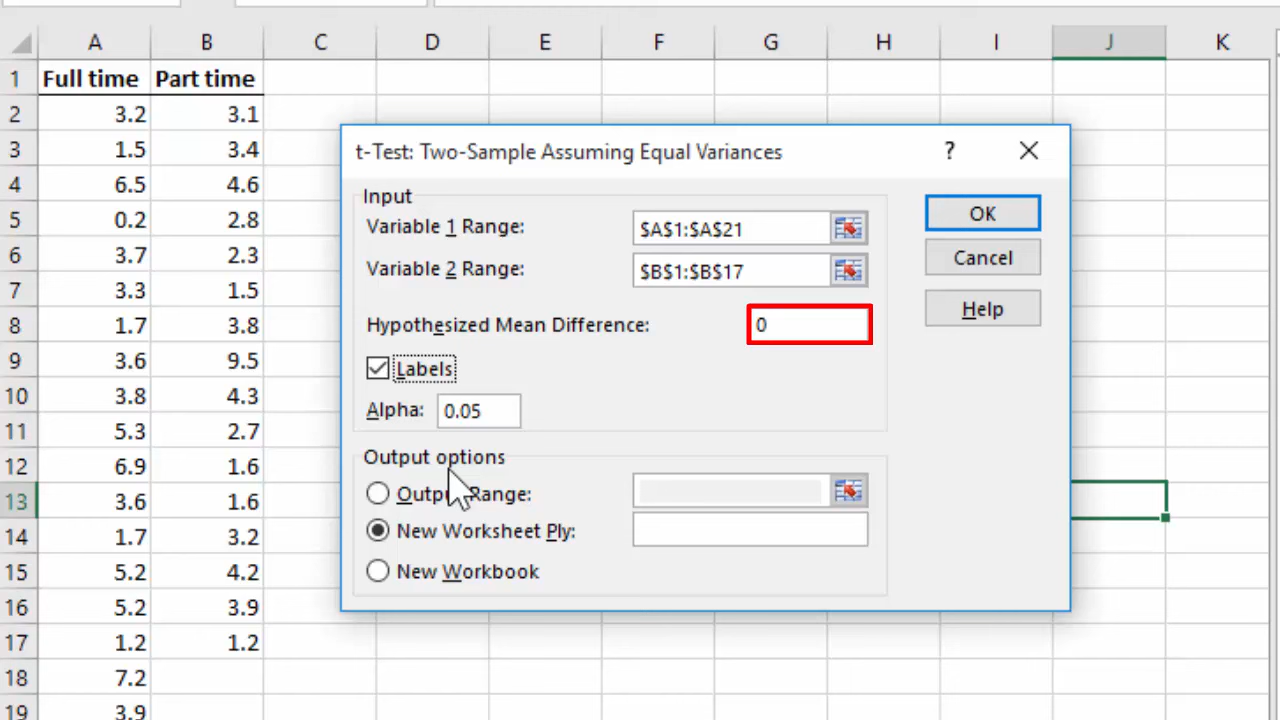 A B C D E F G H I J K
1 Full time Part time
2 3.2 3.1
3 1.5 3.4
t-Test: Two-Sample Assuming Equal Variances ?
4 6.5 4.6
Input
5 0.2 2.8
Variable 1 Range: $A$1:$A$21 OK
6 3.7 2.3
Variable 2 Range: $B$1:$B$17 Cancel
7 3.3 1.5
8 1.7 3.8
Hypothesized Mean Difference: 0 Help
9 3.6 9.5
Labels
10 3.8 4.3
Alpha: 0.05
11 5.3 2.7
Output options
12 6.9 1.6
Output Range:
13 3.6 1.6
New Worksheet Ply:
14 1.7 3.2
15 5.2 4.2
New Workbook
16 5.2 3.9
17 1.2 1.2
18 7.2
19 3.9